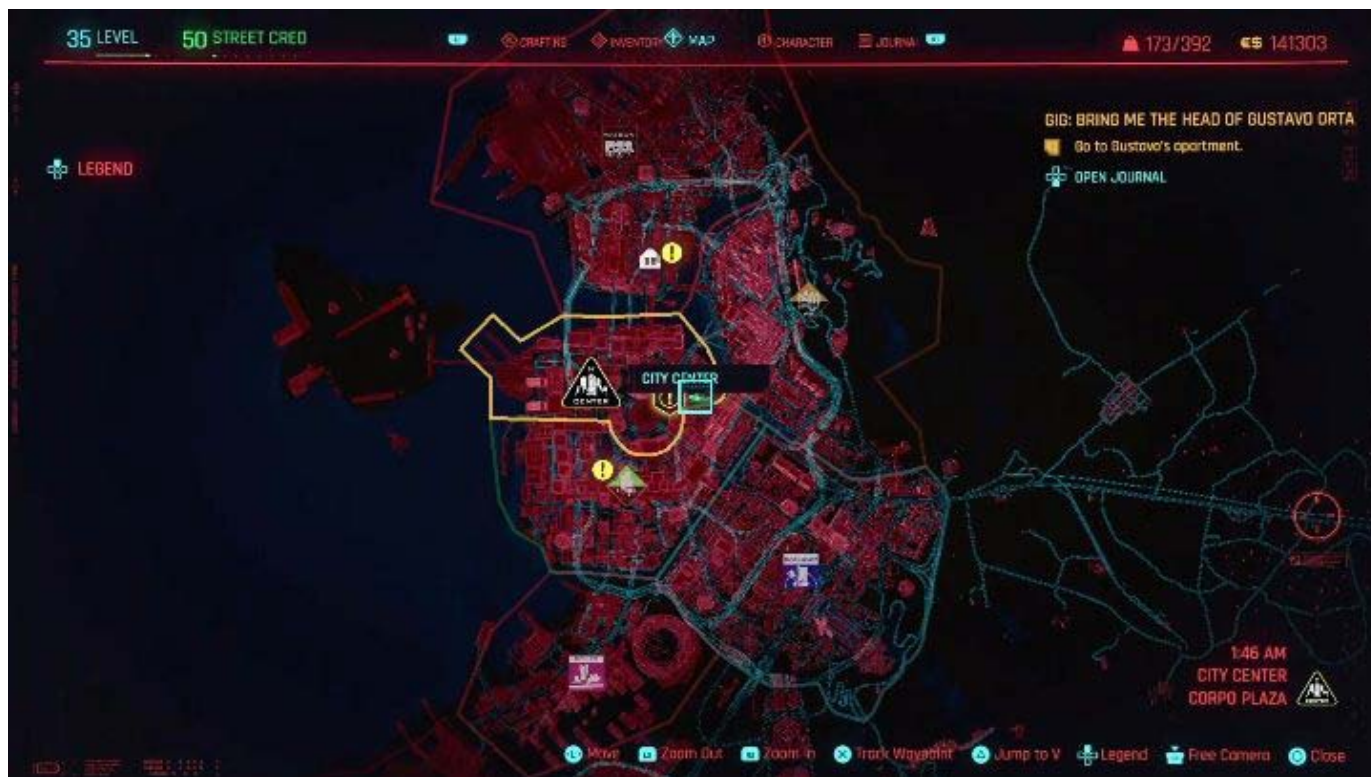 35 LEVEL
50 STREET CRED
CRAFTING
INVENTORY
MAP
CHARACTER
JOURNAL
173/392
€$ 141303
LEGEND
GIG: BRING ME THE HEAD OF GUSTAVO ORTA
Go to Gustavo's apartment.
OPEN JOURNAL
CITY CENTER
CENTER
1:46 AM
CITY CENTER
CORPO PLAZA
Move
Zoom Out
Zoom In
Track Waypoint
Jump to V
Legend
Free Camera
Close